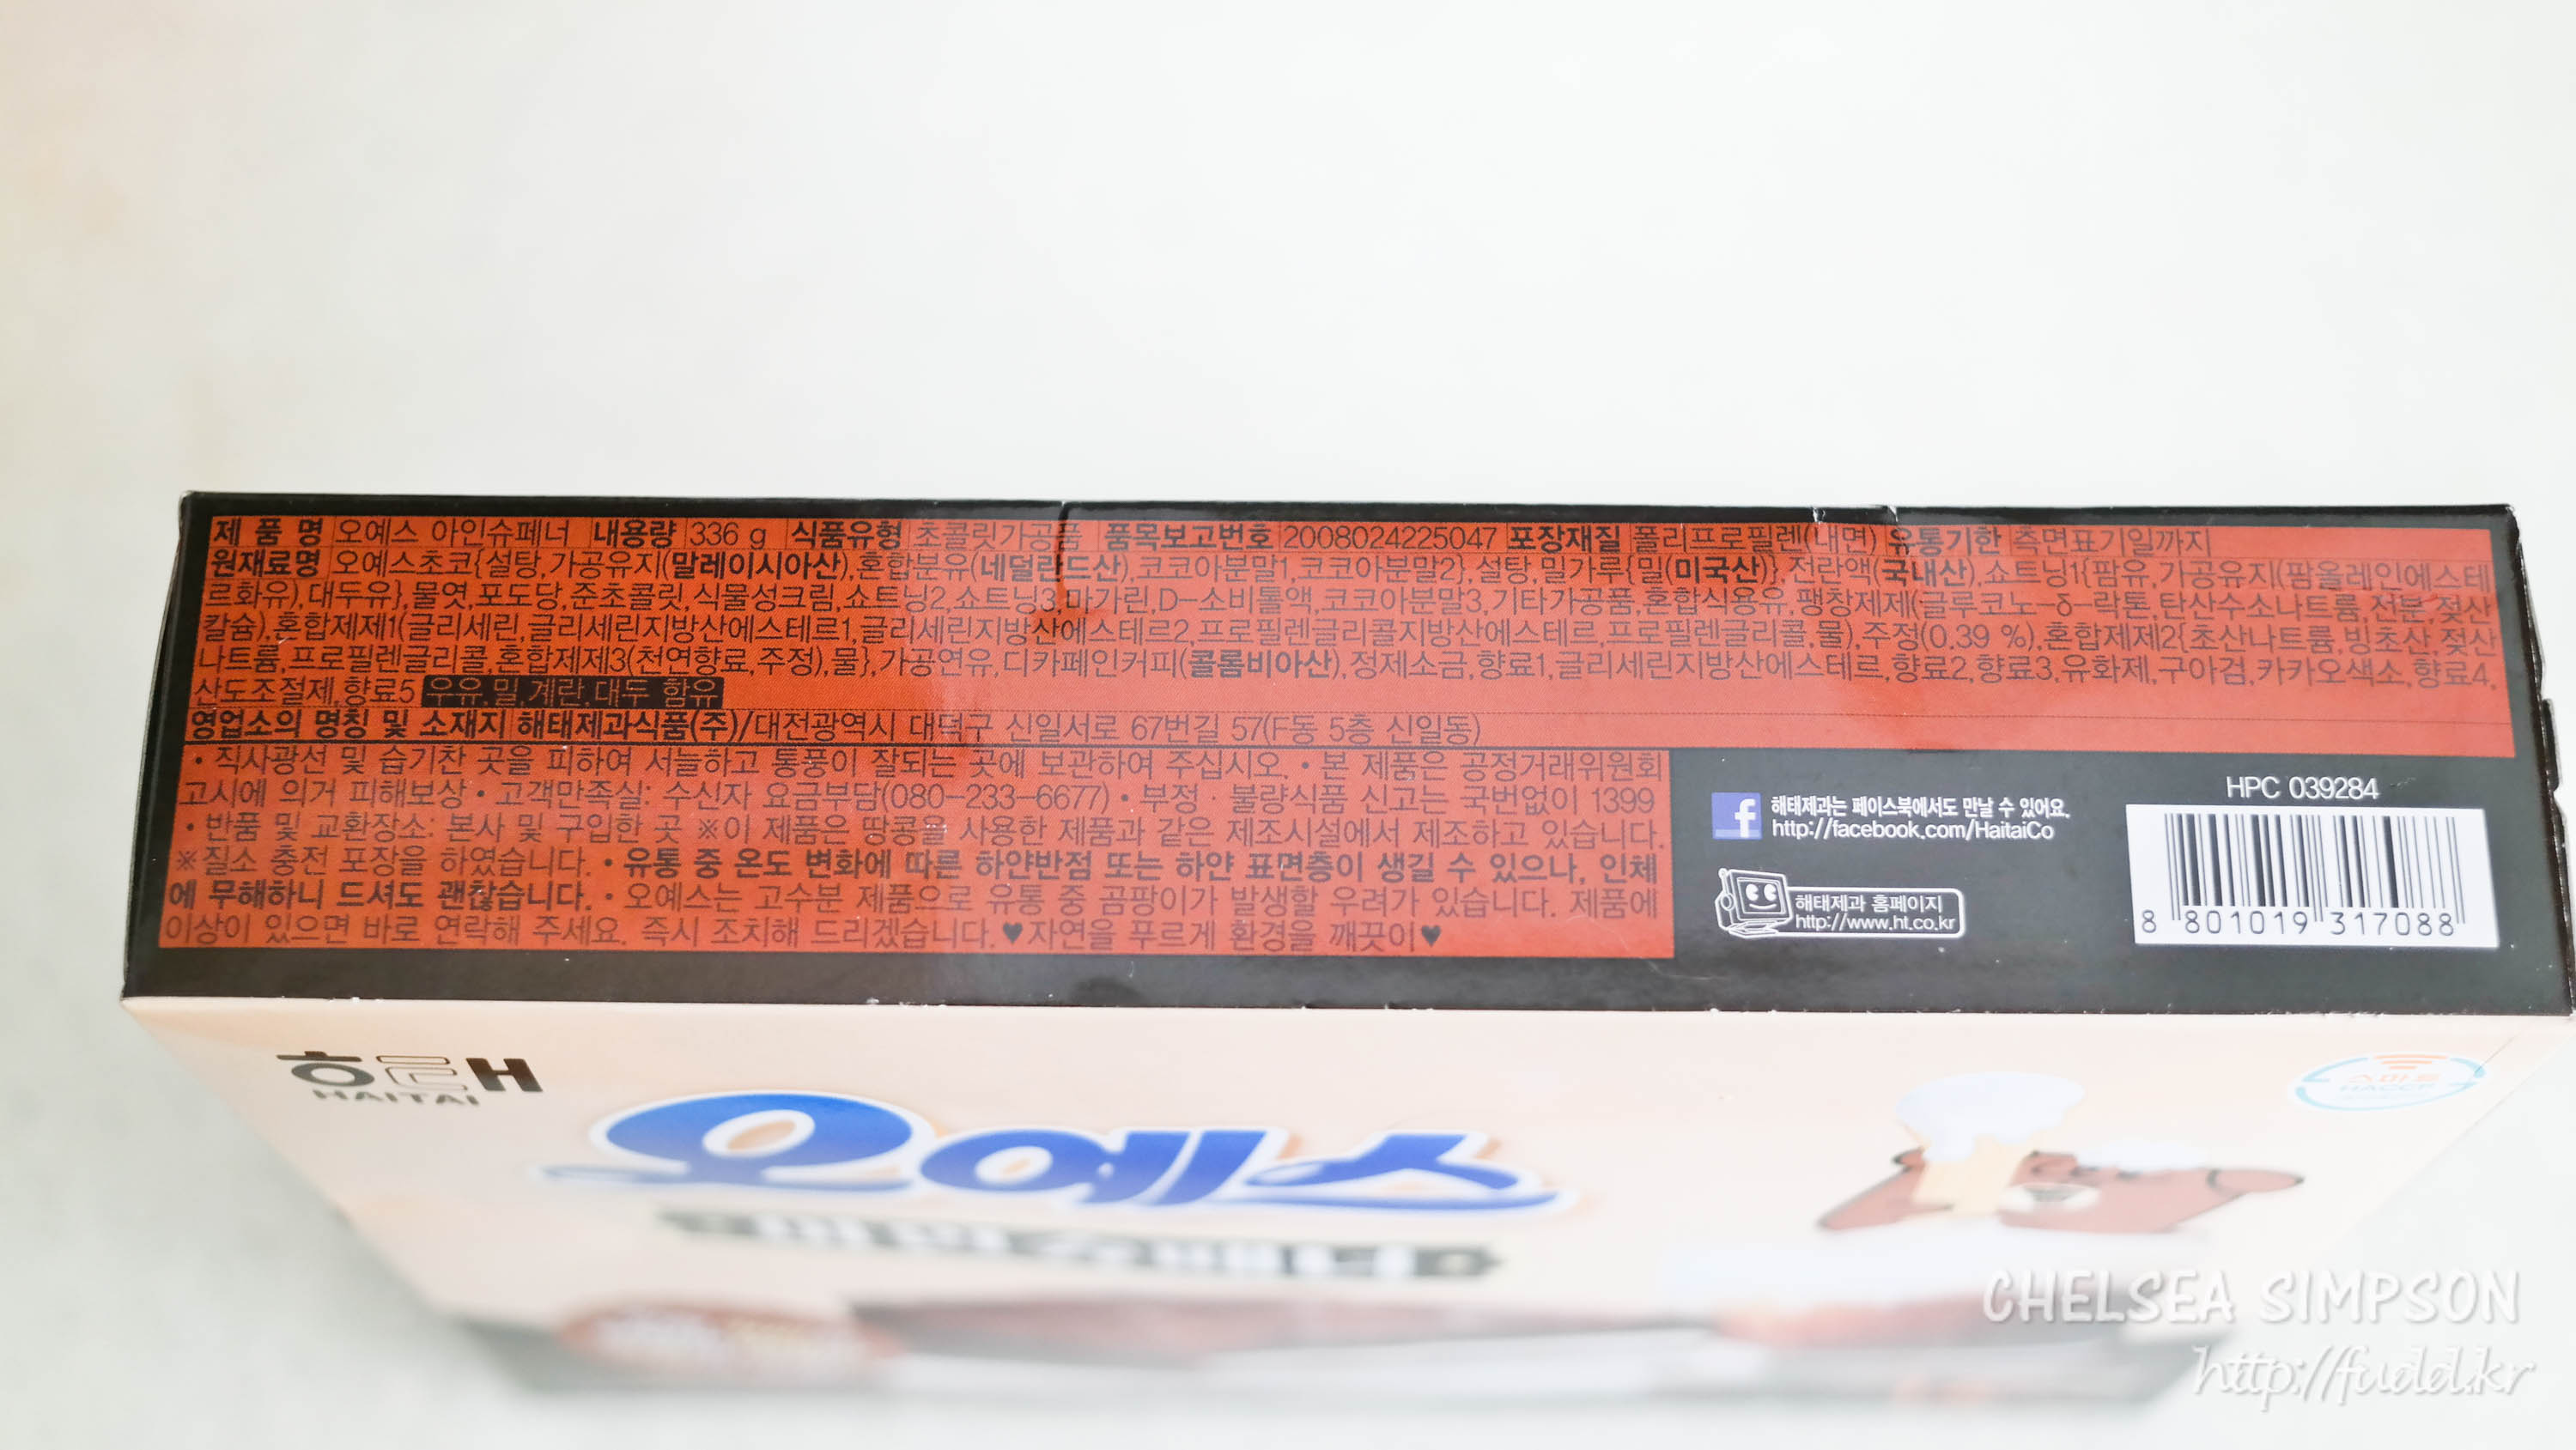 제 품 명 오예스 아인슈페너 내용량 336 g 식품유형 초콜릿가공품 품목보고번호 2008024225047 포장재질 폴리프로필렌(내면) 유통기한 측면표기일까지
원재료명 오예스초코{설탕,가공유지(말레이시아산),혼합분유(네덜란드산),코코아분말1,코코아분말2},설탕,밀가루{밀(미국산)},전란액(국내산),쇼트닝1{팜유,가공유지(팜올레인에스테
르화유),대두유},물엿,포도당,준초콜릿,식물성크림,쇼트닝2,쇼트닝3,마가린,D-소비톨액,코코아분말3,기타가공품,혼합식용유,팽창제제(글루코노-δ-락톤,탄산수소나트륨,전분,젖산
칼슘),혼합제제1(글리세린,글리세린지방산에스테르1,글리세린지방산에스테르2,프로필렌글리콜지방산에스테르,프로필렌글리콜,물),주정(0.39 %),혼합제제2{초산나트륨,빙초산,젖산
나트륨,프로필렌글리콜,혼합제제3(천연향료,주정),물},가공연유,디카페인커피(콜롬비아산),정제소금,향료1,글리세린지방산에스테르,향료2,향료3,유화제,구아검,카카오색소,향료4,
산도조절제,향료5 우유,밀,계란,대두 함유
영업소의 명칭 및 소재지 해태제과식품(주)/대전광역시 대덕구 신일서로 67번길 57(F동 5층 신일동)
• 직사광선 및 습기찬 곳을 피하여 서늘하고 통풍이 잘되는 곳에 보관하여 주십시오. • 본 제품은 공정거래위원회
고시에 의거 피해보상 • 고객만족실: 수신자 요금부담(080-233-6677) • 부정 · 불량식품 신고는 국번없이 1399
• 반품 및 교환장소: 본사 및 구입한 곳 ※이 제품은 땅콩을 사용한 제품과 같은 제조시설에서 제조하고 있습니다.
※질소 충전 포장을 하였습니다. • 유통 중 온도 변화에 따른 하얀반점 또는 하얀 표면층이 생길 수 있으나, 인체
에 무해하니 드셔도 괜찮습니다. • 오예스는 고수분 제품으로 유통 중 곰팡이가 발생할 우려가 있습니다. 제품에
이상이 있으면 바로 연락해 주세요. 즉시 조치해 드리겠습니다.♥자연을 푸르게 환경을 깨끗이♥
해태제과는 페이스북에서도 만날 수 있어요.
http://facebook.com/HaitaiCo
해태제과 홈페이지
http://www.ht.co.kr
HPC 039284
8 801019 317088
해태
HAITAI
스마트
HACCP
오예스
아인슈페너
CHELSEA SIMPSON
http://fudd.kr